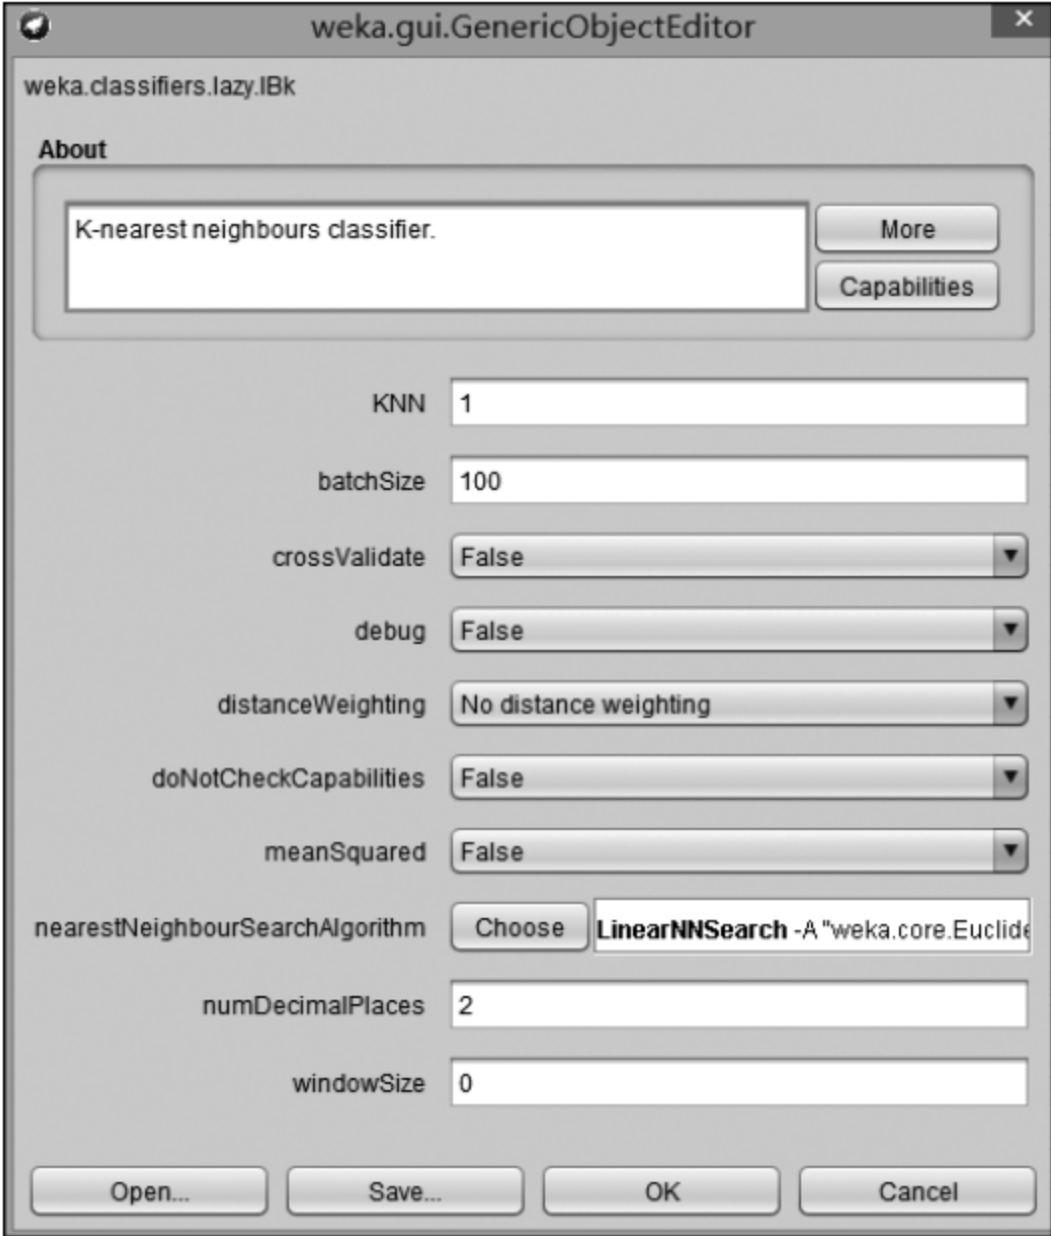 weka.gui.GenericObjectEditor
weka.classifiers.lazy.IBk
About
K-nearest neighbours classifier.
More
Capabilities
KNN 1
batchSize 100
crossValidate False
debug False
distanceWeighting No distance weighting
doNotCheckCapabilities False
meanSquared False
nearestNeighbourSearchAlgorithm Choose LinearNNSearch -A "weka.core.Euclide
numDecimalPlaces 2
windowSize 0
Open... Save... OK Cancel